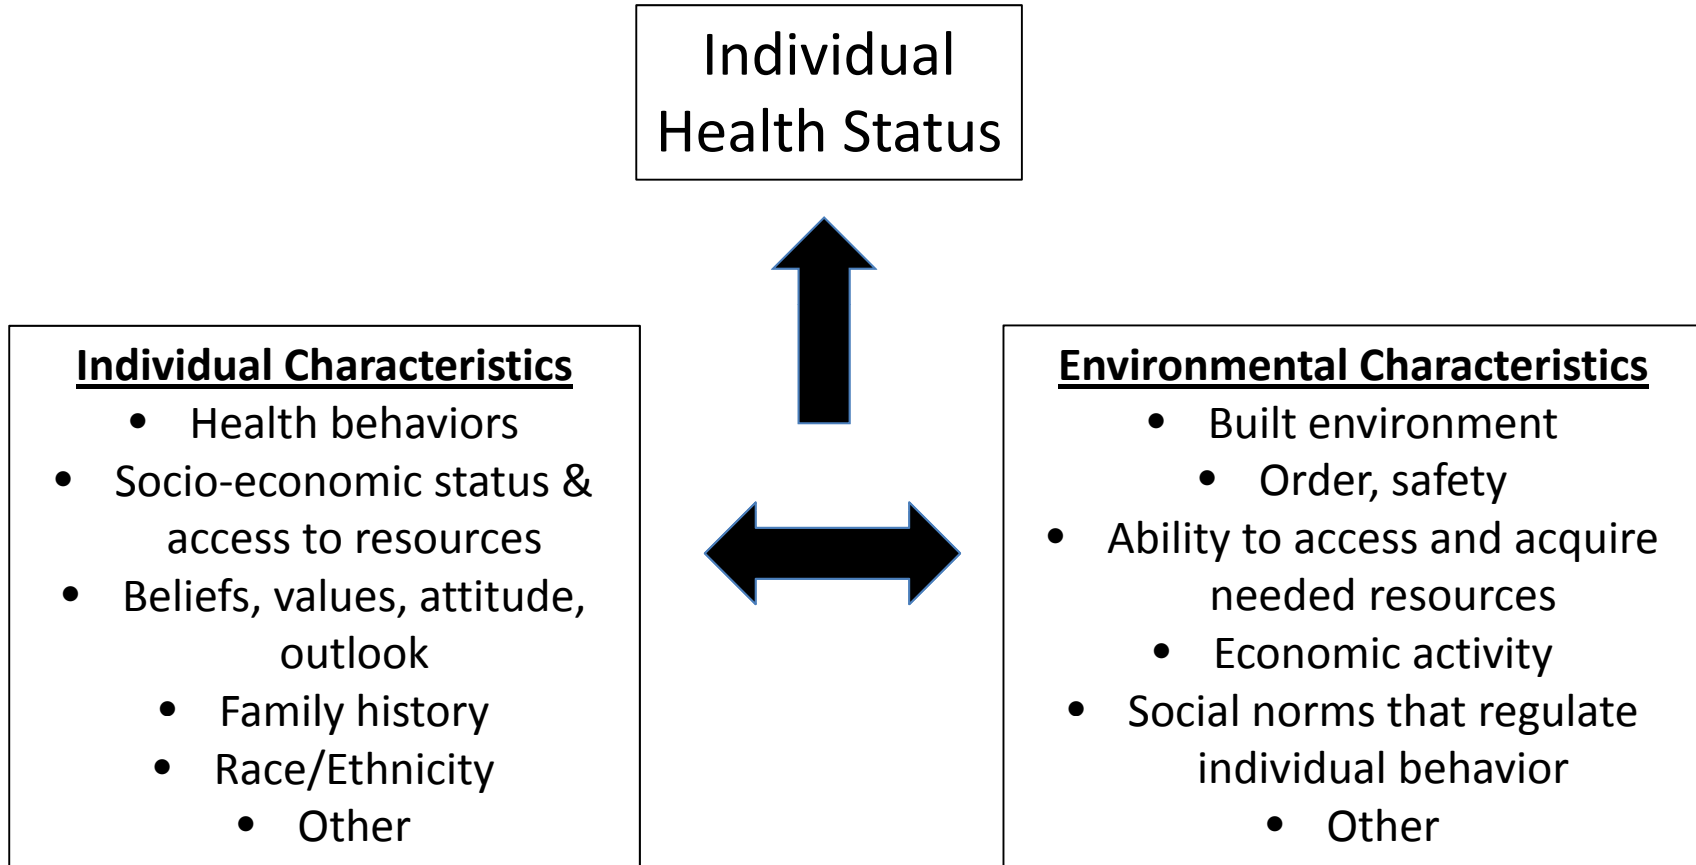 Individual
Health Status
Individual Characteristics
• Health behaviors
• Socio-economic status &
access to resources
• Beliefs, values, attitude,
outlook
• Family history
• Race/Ethnicity
• Other
Environmental Characteristics
• Built environment
• Order, safety
• Ability to access and acquire
needed resources
• Economic activity
• Social norms that regulate
individual behavior
• Other